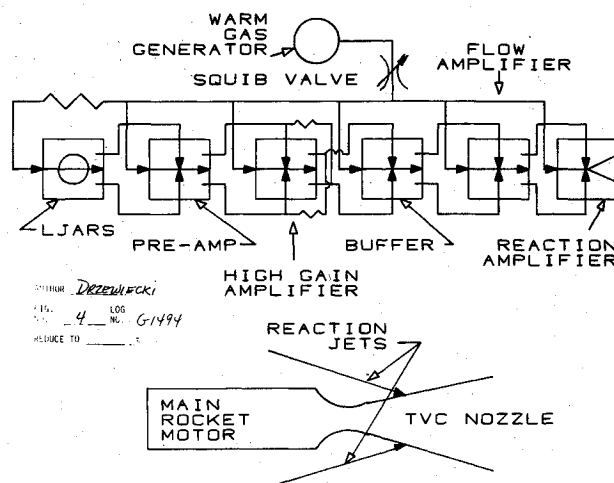 WARM
GAS
GENERATOR
SQUIB VALVE
FLOW
AMPLIFIER
LJARS
PRE-AMP
HIGH GAIN
AMPLIFIER
BUFFER
REACTION
AMPLIFIER
AUTHOR DRZEWIECKI
FIG. 4 LOG
NO. G1494
REDUCE TO
REACTION
JETS
MAIN
ROCKET
MOTOR
TVC NOZZLE